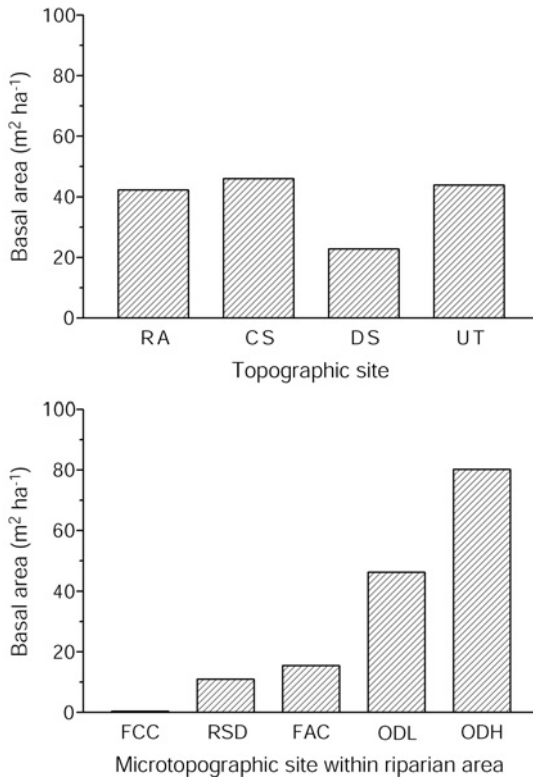 100
80
60
40
20
0
Basal area (m² ha⁻¹)
RA CS DS UT
Topographic site
100
80
60
40
20
0
Basal area (m² ha⁻¹)
FCC RSD FAC ODL ODH
Microtopographic site within riparian area